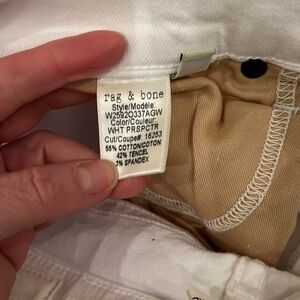 rag & bone
Style/Modèle:
W2592O337AGW
Color/Couleur:
WHT PRSPCTR
Cut/Coupe#: 16253
55% COTTON/COTON
42% TENCEL
3% SPANDEX